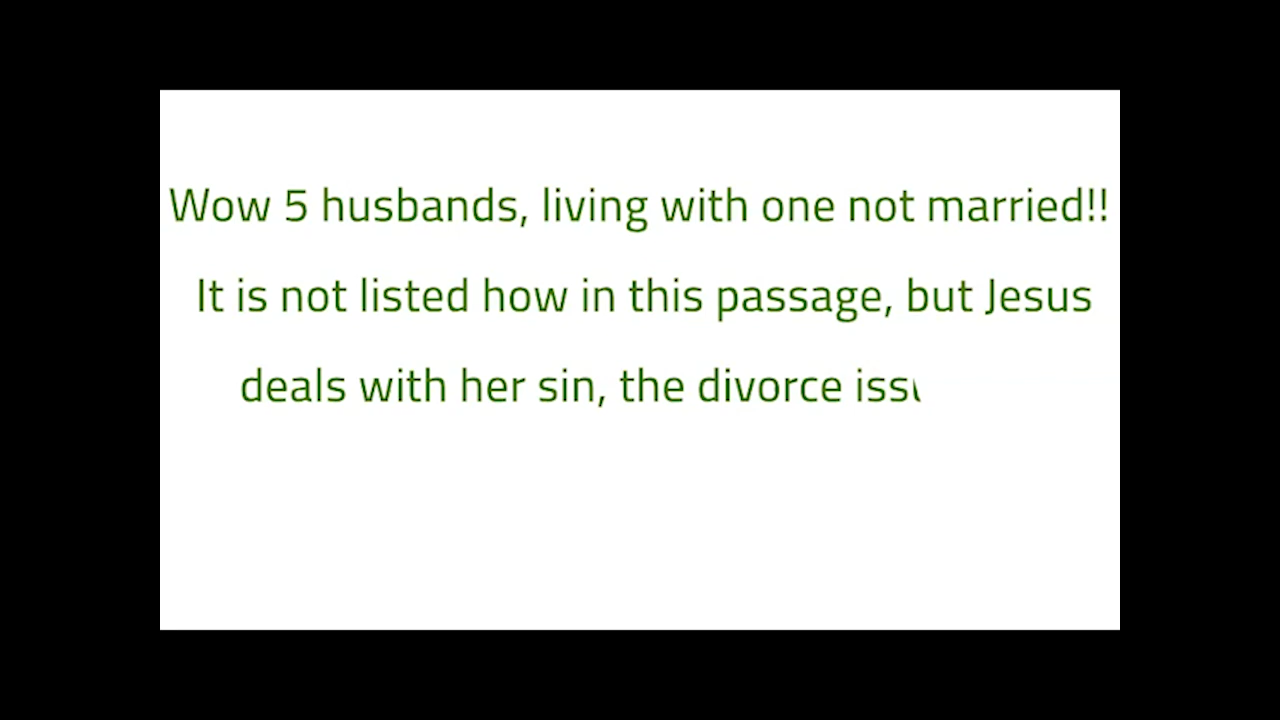 Wow 5 husbands, living with one not married!!
It is not listed how in this passage, but Jesus
deals with her sin, the divorce